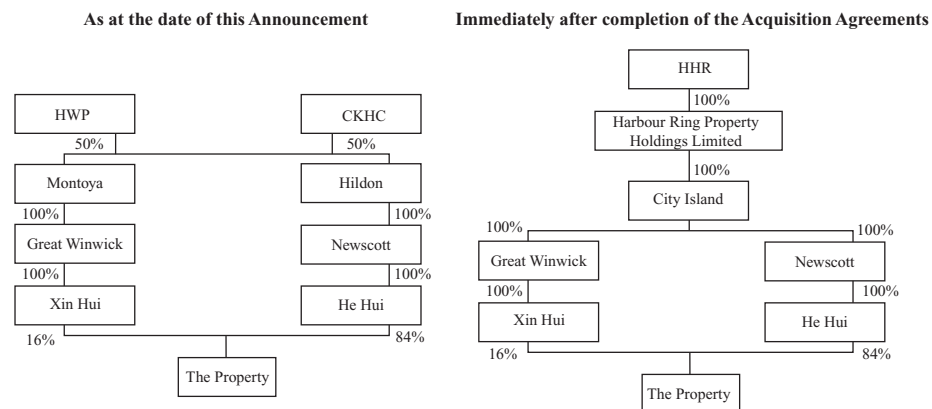 As at the date of this Announcement
HWP
CKHC
50%
50%
Montoya
Hildon
100%
100%
Great Winwick
Newscott
100%
100%
Xin Hui
He Hui
16%
84%
The Property
Immediately after completion of the Acquisition Agreements
HHR
100%
Harbour Ring Property
Holdings Limited
100%
City Island
100%
100%
Great Winwick
Newscott
100%
100%
Xin Hui
He Hui
16%
84%
The Property